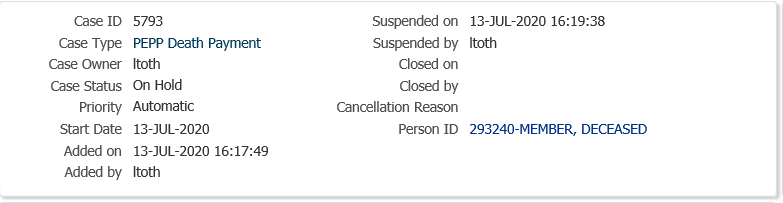 Case ID 5793
Case Type PEPP Death Payment
Case Owner ltoth
Case Status On Hold
Priority Automatic
Start Date 13-JUL-2020
Added on 13-JUL-2020 16:17:49
Added by ltoth
Suspended on 13-JUL-2020 16:19:38
Suspended by ltoth
Closed on
Closed by
Cancellation Reason
Person ID 293240-MEMBER, DECEASED